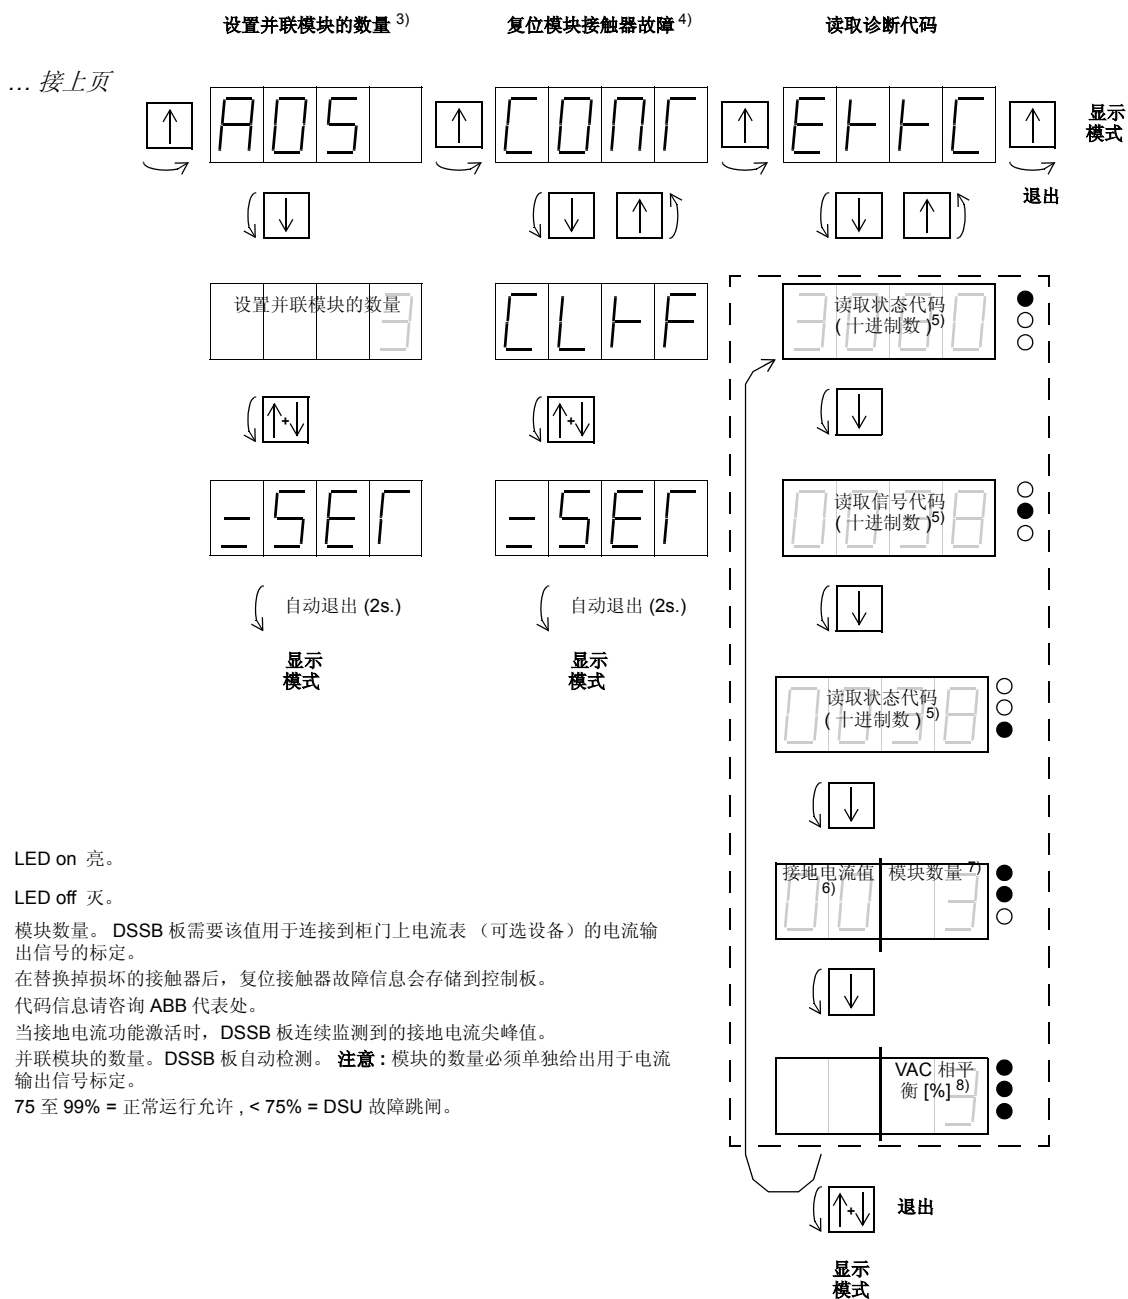 设置并联模块的数量 3)
复位模块接触器故障 4)
读取诊断代码
... 接上页
AOS
CONT
EHHC
显示
模式
退出
设置并联模块的数量
3
CLHF
读取状态代码
( 十进制数 )5)
+
+
SET
SET
读取信号代码
( 十进制数 )5)
自动退出 (2s.)
自动退出 (2s.)
显示
模式
显示
模式
读取状态代码
( 十进制数 ) 5)
接地电流值
6)
模块数量 7)
VAC 相平
衡 [%] 8)
LED on 亮。
LED off 灭。
模块数量。 DSSB 板需要该值用于连接到柜门上电流表 （可选设备）的电流输
出信号的标定。
在替换掉损坏的接触器后，复位接触器故障信息会存储到控制板。
代码信息请咨询 ABB 代表处。
当接地电流功能激活时，DSSB 板连续监测到的接地电流尖峰值。
并联模块的数量。DSSB 板自动检测。 注意 : 模块的数量必须单独给出用于电流
输出信号标定。
75 至 99% = 正常运行允许 , < 75% = DSU 故障跳闸。
+
退出
显示
模式